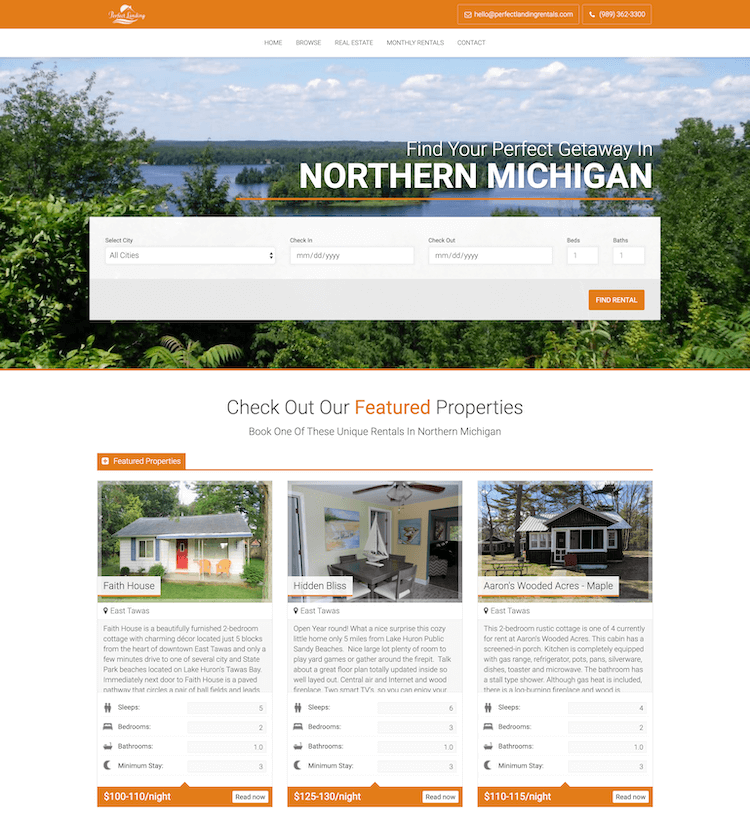 Perfect Landing
hello@perfectlandingrentals.com
(989) 362-3300
HOME BROWSE REAL ESTATE MONTHLY RENTALS CONTACT
Find Your Perfect Getaway In
NORTHERN MICHIGAN
Select City Check In Check Out Beds Baths
All Cities mm/dd/yyyy mm/dd/yyyy 1 1
FIND RENTAL
Check Out Our Featured Properties
Book One Of These Unique Rentals In Northern Michigan
Featured Properties
Faith House
East Tawas
Faith House is a beautifully furnished 2-bedroom
cottage with charming décor located just 5 blocks
from the heart of downtown East Tawas and only a
few minutes drive to one of several city and State
Park beaches located on Lake Huron's Tawas Bay.
Immediately next door to Faith House is a paved
pathway that circles a pair of ball fields and leads
Sleeps: 5
Bedrooms: 2
Bathrooms: 1.0
Minimum Stay: 3
$100-110/night Read now
Hidden Bliss
East Tawas
Open Year round! What a nice surprise this cozy
little home only 5 miles from Lake Huron Public
Sandy Beaches. Nice large lot plenty of room to
play yard games or gather around the firepit. Talk
about a great floor plan totally updated inside so
well layed out. Central air and Internet and wood
fireplace. Two smart TV's, so you can enjoy your
Sleeps: 6
Bedrooms: 3
Bathrooms: 1.0
Minimum Stay: 3
$125-130/night Read now
Aaron's Wooded Acres - Maple
East Tawas
This 2-bedroom rustic cottage is one of 4 currently
for rent at Aaron's Wooded Acres. This cabin has a
screened-in porch. Kitchen is completely equipped
with gas range, refrigerator, pots, pans, silverware,
dishes, toaster and microwave. The bathroom has
a stall type shower. Although gas heat is included,
there is a log-burning fireplace and wood is
Sleeps: 4
Bedrooms: 2
Bathrooms: 1.0
Minimum Stay: 3
$110-115/night Read now